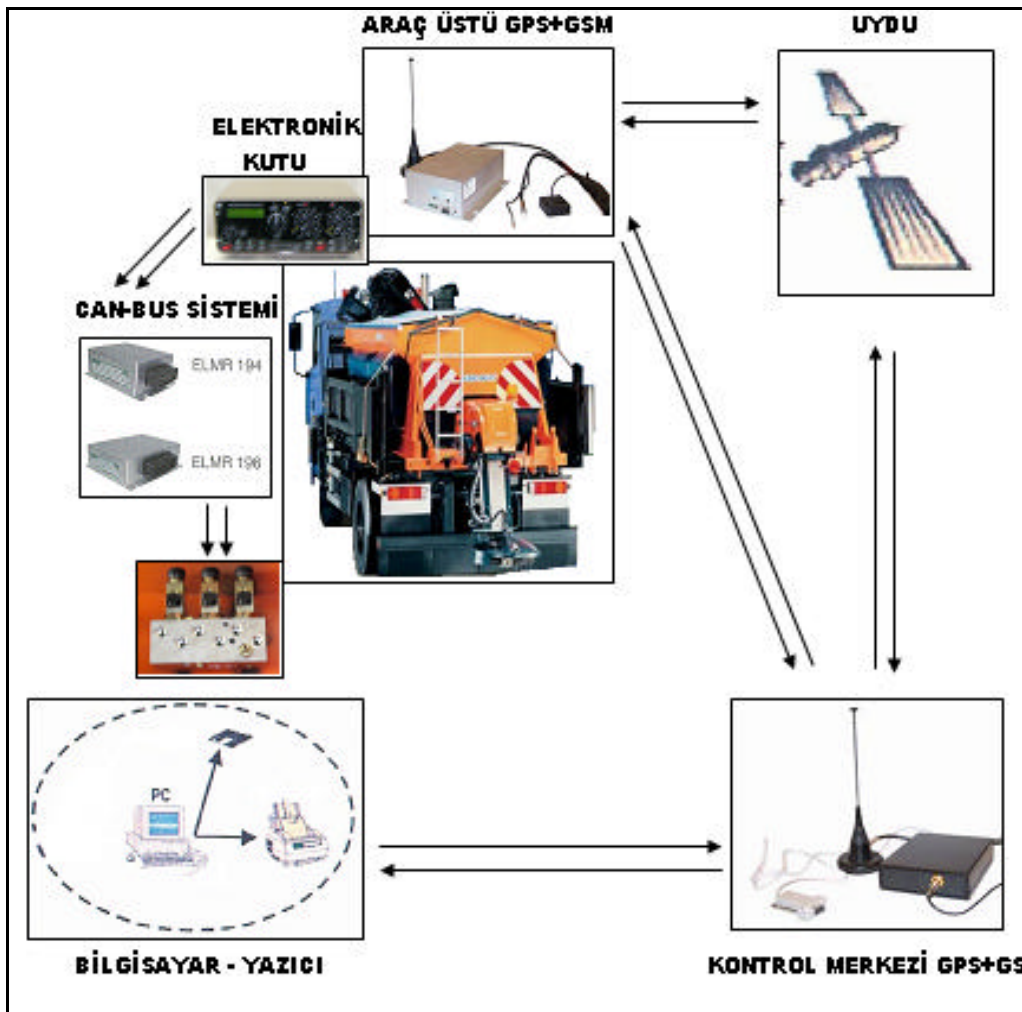 ARAÇ ÜSTÜ GPS+GSM
UYDU
ELEKTRONİK
KUTU
CAN-BUS SİSTEMİ
ELMR 194
ELMR 196
PC
BİLGİSAYAR - YAZICI
KONTROL MERKEZİ GPS+GS